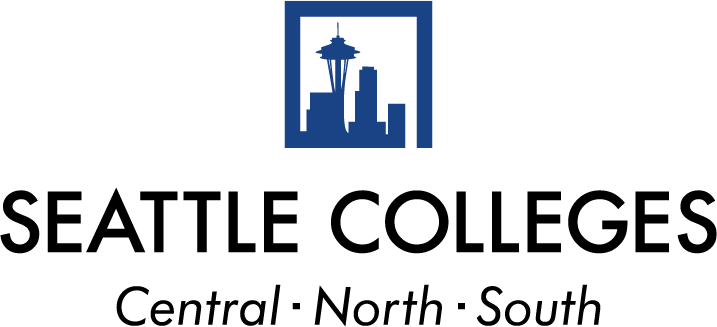 SEATTLE COLLEGES
Central · North · South